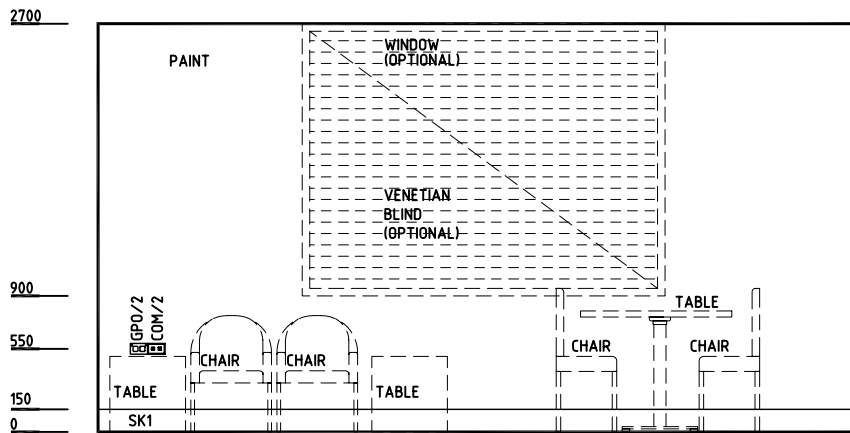 2700
PAINT
WINDOW
(OPTIONAL)
VENETIAN
BLIND
(OPTIONAL)
900
GPO/2
COM/2
TABLE
550
CHAIR
CHAIR
CHAIR
CHAIR
TABLE
TABLE
150
SK1
0